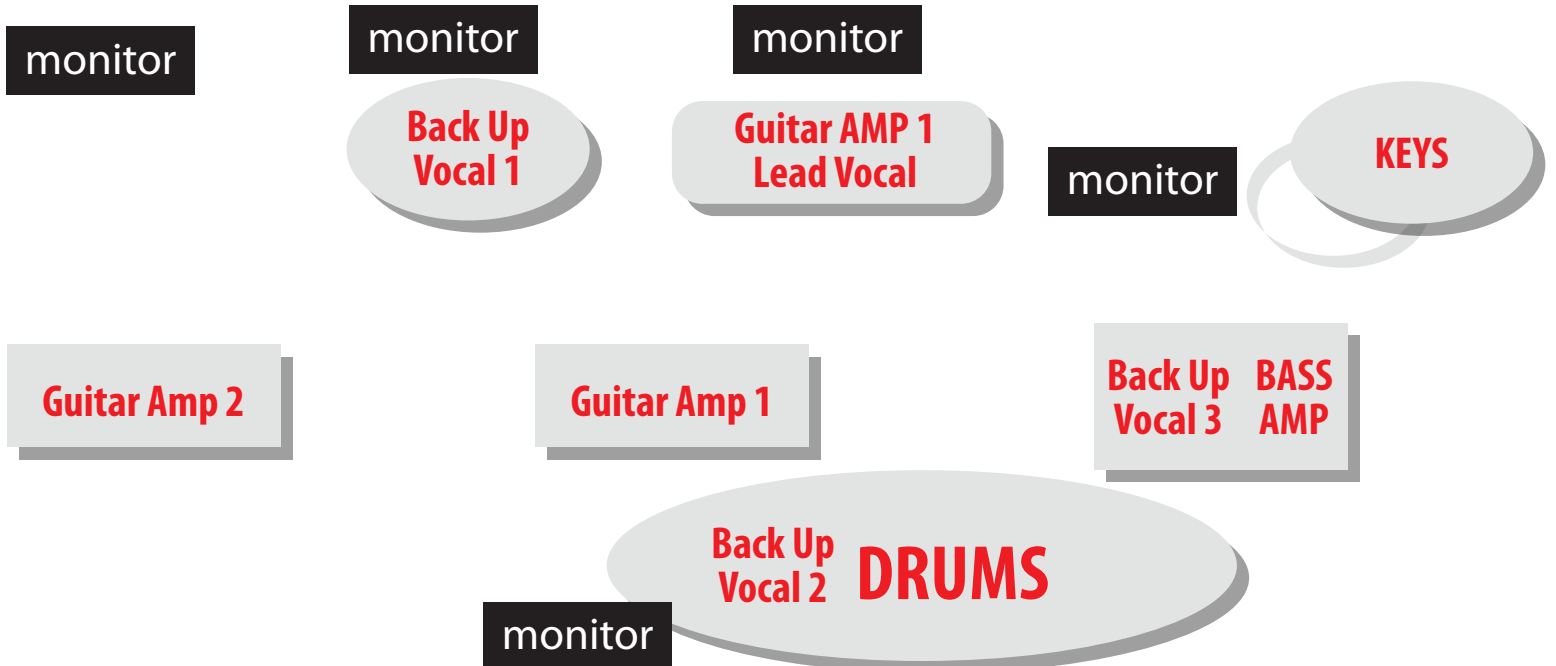 monitor
monitor
monitor
Back Up
Vocal 1
Guitar AMP 1
Lead Vocal
monitor
KEYS
Guitar Amp 2
Guitar Amp 1
Back Up
Vocal 3
BASS
AMP
Back Up
Vocal 2
DRUMS
monitor